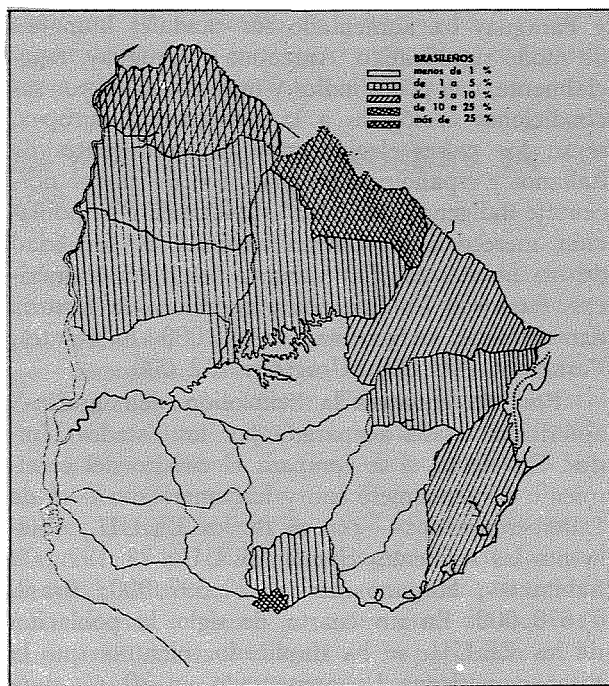 BRASILEÑOS
menos de 1 %
de 1 a 5 %
de 5 a 10 %
de 10 a 25 %
más de 25 %